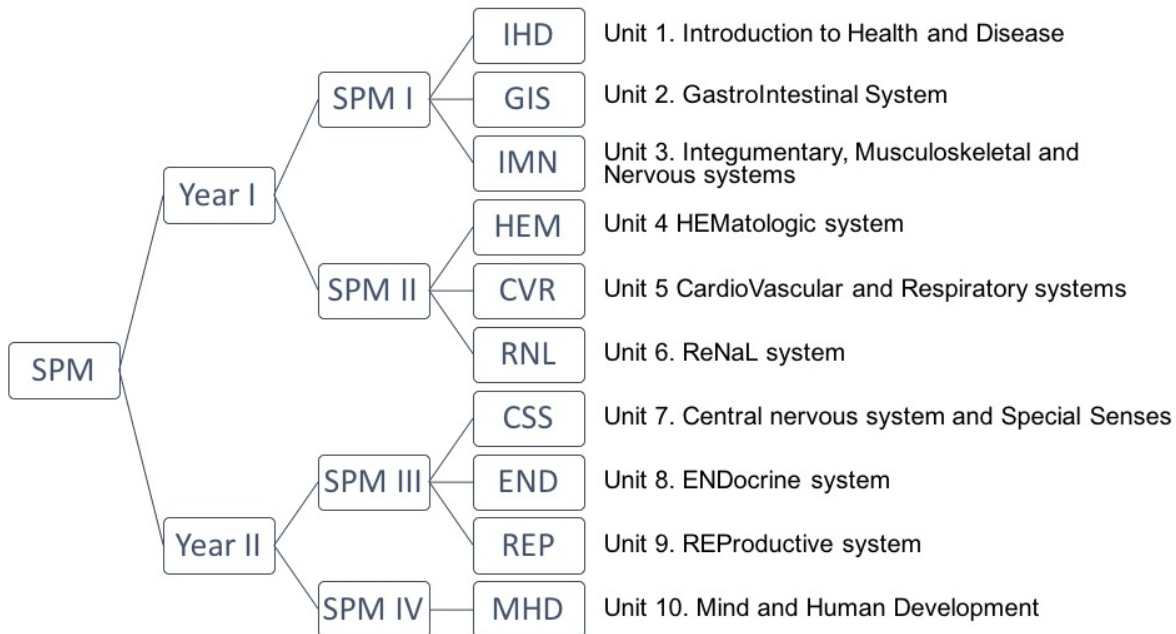 IHD Unit 1. Introduction to Health and Disease
SPM I GIS Unit 2. GastroIntestinal System
IMN Unit 3. Integumentary, Musculoskeletal and
Nervous systems
Year I
HEM Unit 4 HEMatologic system
SPM II CVR Unit 5 CardioVascular and Respiratory systems
RNL Unit 6. ReNaL system
SPM
CSS Unit 7. Central nervous system and Special Senses
SPM III END Unit 8. ENDocrine system
Year II REP Unit 9. REProductive system
SPM IV MHD Unit 10. Mind and Human Development